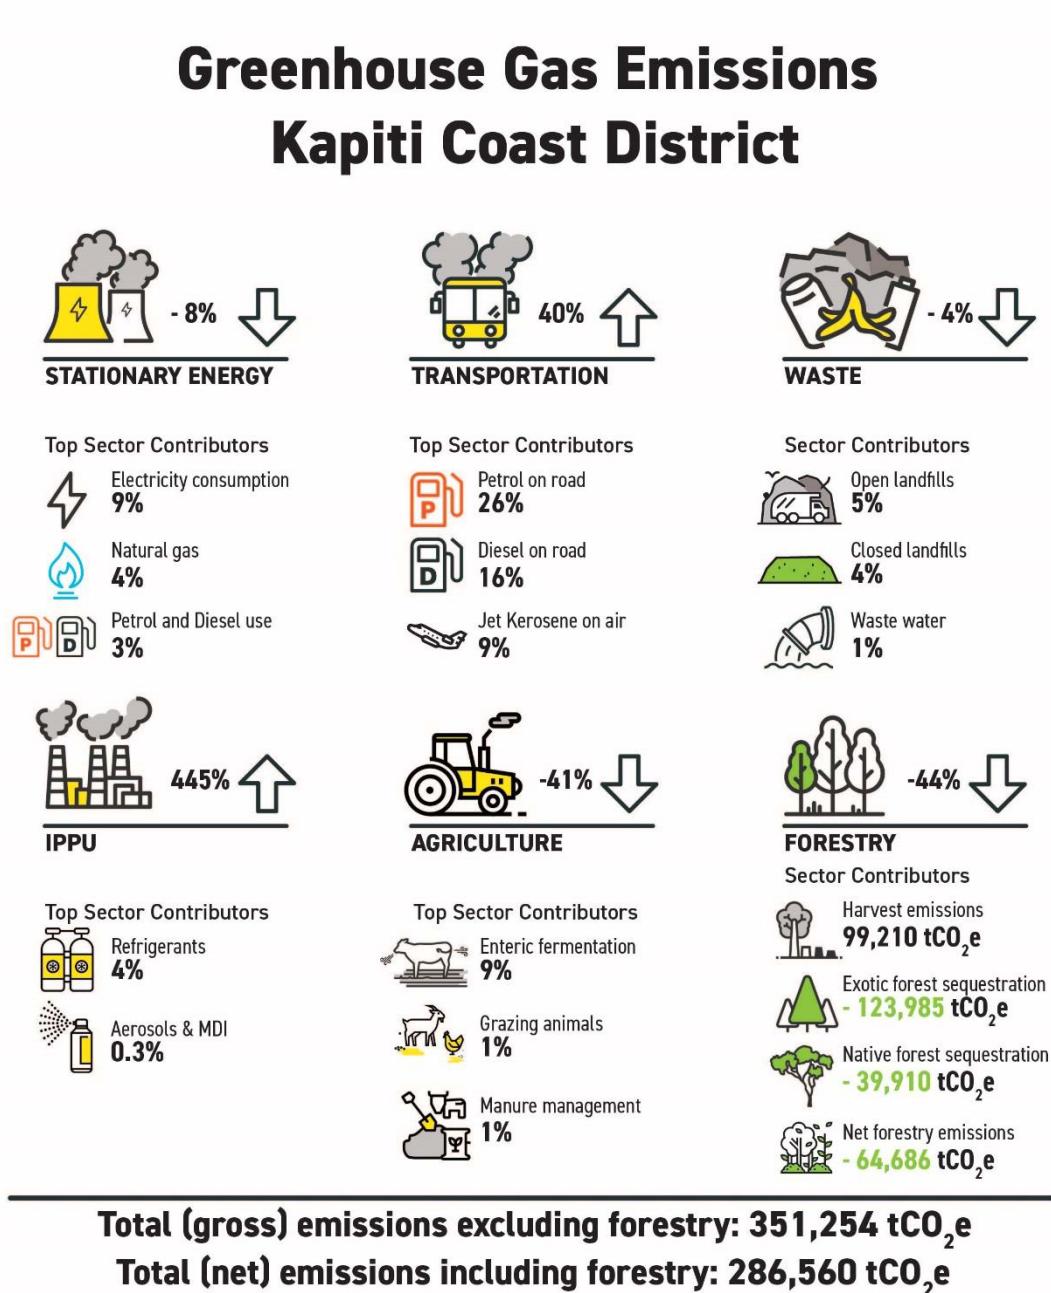 Greenhouse Gas Emissions
Kapiti Coast District
- 8%
STATIONARY ENERGY
Top Sector Contributors
Electricity consumption
9%
Natural gas
4%
P D
Petrol and Diesel use
3%
40%
TRANSPORTATION
Top Sector Contributors
P
Petrol on road
26%
D
Diesel on road
16%
Jet Kerosene on air
9%
- 4%
WASTE
Sector Contributors
Open landfills
5%
Closed landfills
4%
Waste water
1%
445%
IPPU
Top Sector Contributors
Refrigerants
4%
Aerosols & MDI
0.3%
-41%
AGRICULTURE
Top Sector Contributors
Enteric fermentation
9%
Grazing animals
1%
Manure management
1%
-44%
FORESTRY
Sector Contributors
Harvest emissions
99,210 tCO₂e
Exotic forest sequestration
- 123,985 tCO₂e
Native forest sequestration
- 39,910 tCO₂e
Net forestry emissions
- 64,686 tCO₂e
Total (gross) emissions excluding forestry: 351,254 tCO₂e
Total (net) emissions including forestry: 286,560 tCO₂e